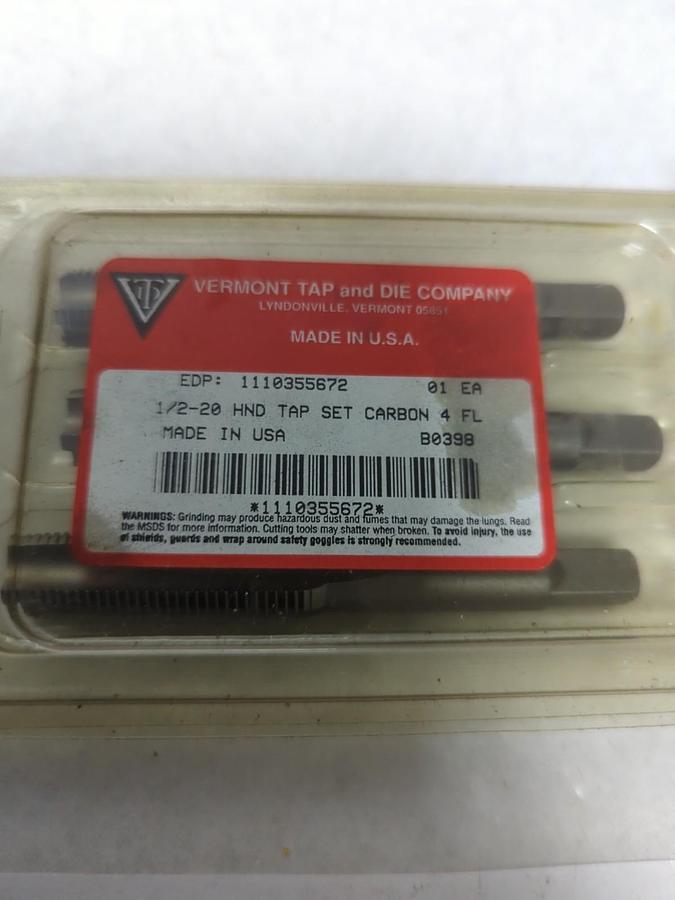 VTD
VERMONT TAP and DIE COMPANY
LYNDONVILLE, VERMONT 05851
MADE IN U.S.A.
EDP: 1110355672 01 EA
1/2-20 HND TAP SET CARBON 4 FL
MADE IN USA B0398
*1110355672*
WARNINGS: Grinding may produce hazardous dust and fumes that may damage the lungs. Read
the MSDS for more information. Cutting tools may shatter when broken. To avoid injury, the use
of shields, guards and wrap around safety goggles is strongly recommended.